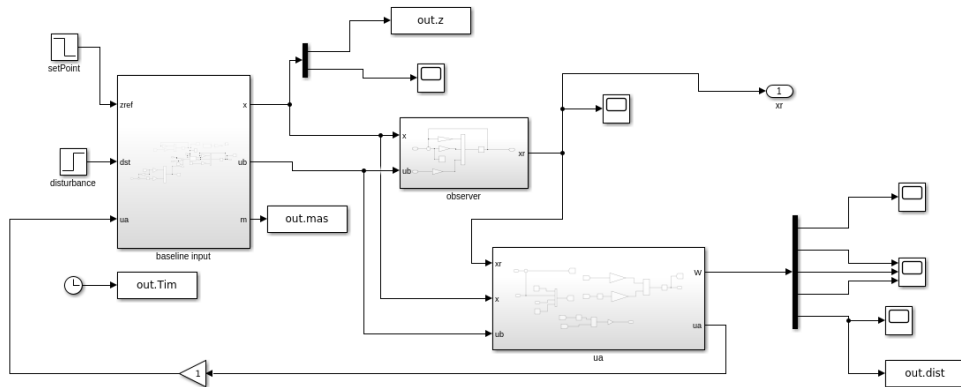 out.z
setPoint
zref
x
dst
ub
disturbance
ua
m
out.mas
baseline input
out.Tim
x
ub
xr
observer
1
xr
xr
x
ub
W
ua
ua
1
out.dist